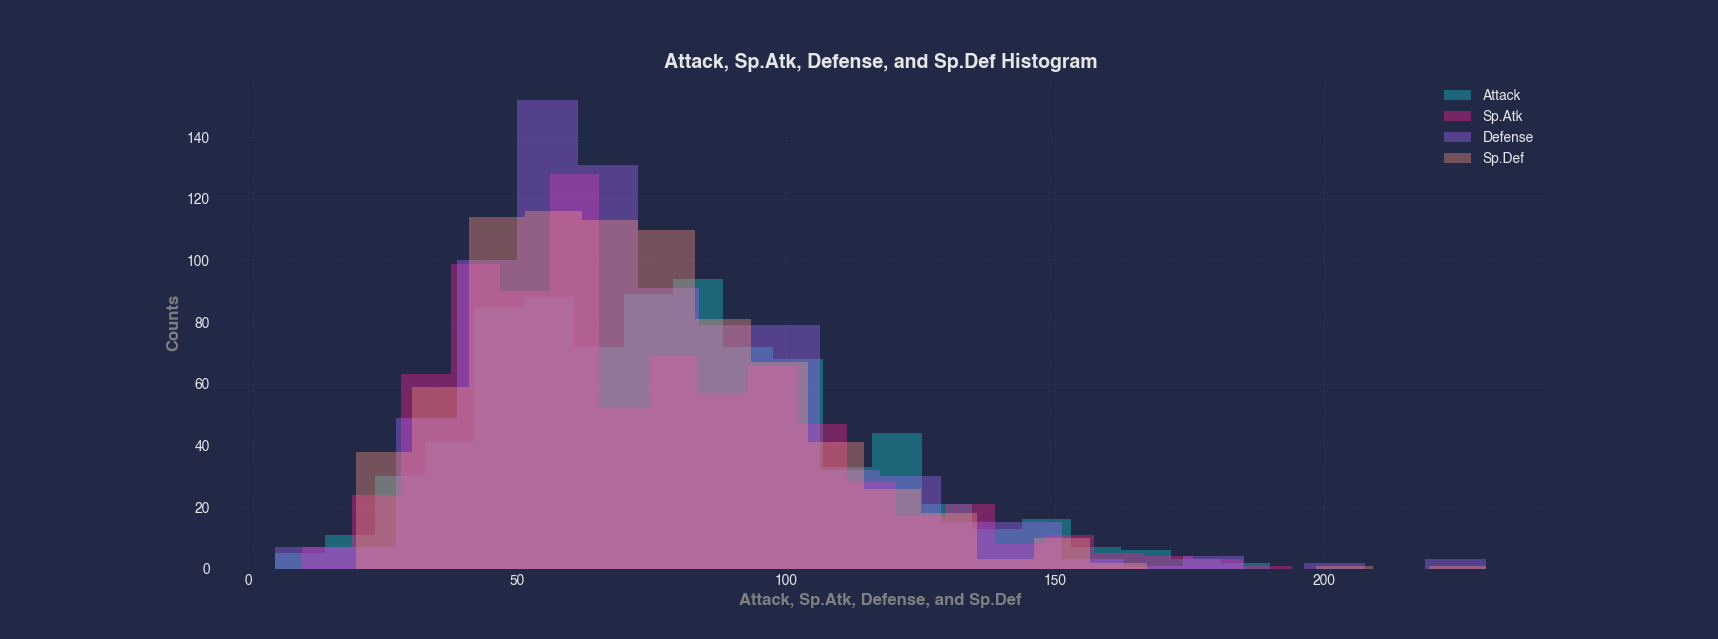 Attack, Sp.Atk, Defense, and Sp.Def Histogram
Attack
Sp.Atk
Defense
Sp.Def
Counts
140
120
100
80
60
40
20
0
0 50 100 150 200
Attack, Sp.Atk, Defense, and Sp.Def